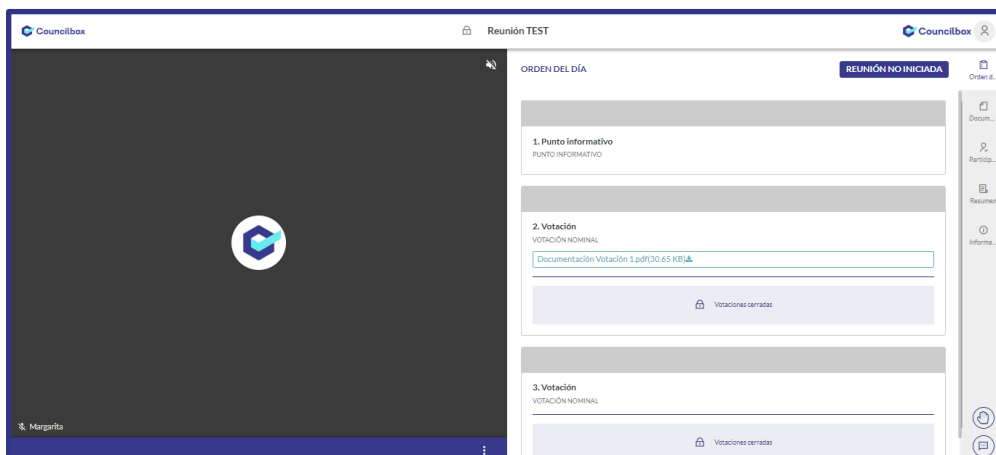 Councilbox
Reunión TEST
Councilbox
ORDEN DEL DÍA
REUNIÓN NO INICIADA
1. Punto informativo
PUNTO INFORMATIVO
2. Votación
VOTACIÓN NOMINAL
Documentación Votación 1.pdf(30.65 KB)
Votaciones cerradas
3. Votación
VOTACIÓN NOMINAL
Votaciones cerradas
Margarita
Orden d...
Docum...
Particip...
Resumen
Informa...